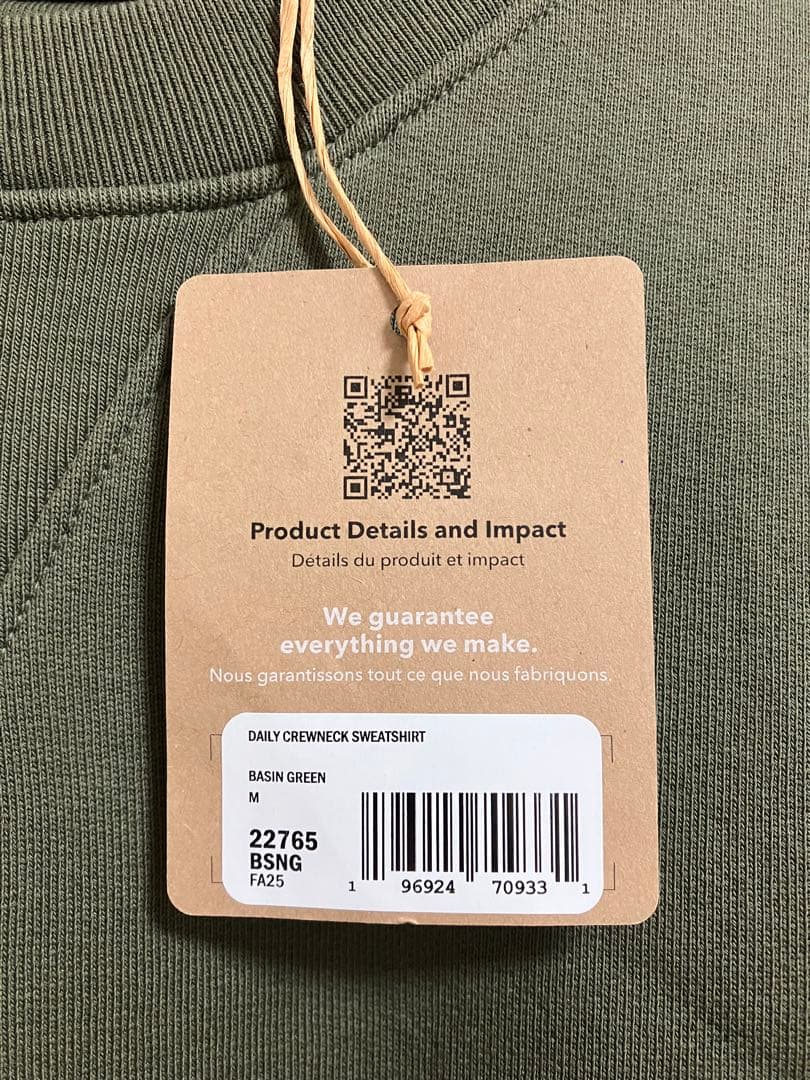 Product Details and Impact
Détails du produit et impact
We guarantee
everything we make.
Nous garantissons tout ce que nous fabriquons.
DAILY CREWNECK SWEATSHIRT
BASIN GREEN
M
22765
BSNG
FA25
1 96924 70933 1